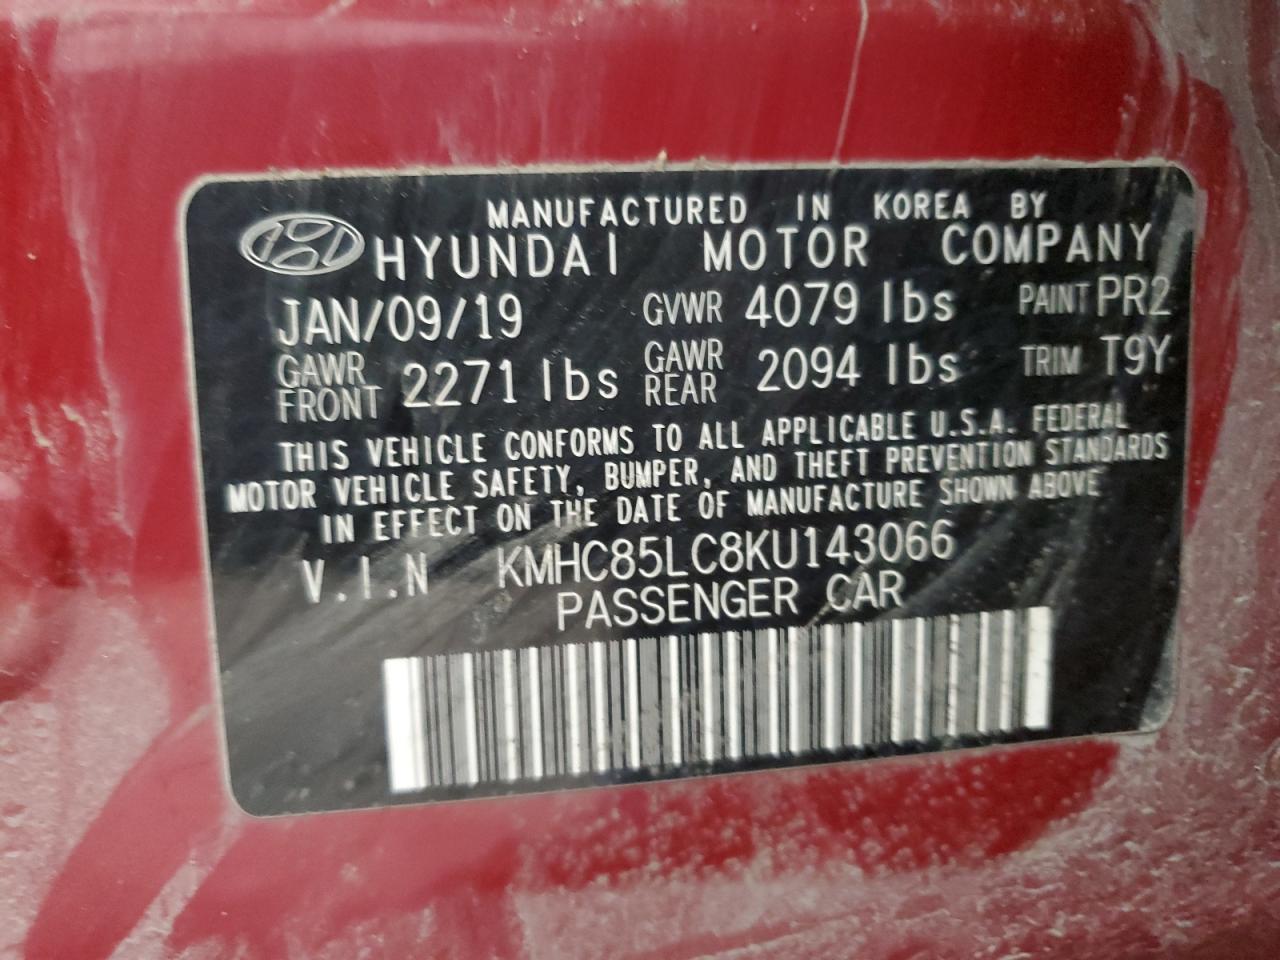 MANUFACTURED IN KOREA BY
HYUNDAI MOTOR COMPANY
JAN/09/19 GVWR 4079 lbs PAINT PR2
GAWR FRONT 2271 lbs GAWR REAR 2094 lbs TRIM T9Y
THIS VEHICLE CONFORMS TO ALL APPLICABLE U.S.A. FEDERAL
MOTOR VEHICLE SAFETY, BUMPER, AND THEFT PREVENTION STANDARDS
IN EFFECT ON THE DATE OF MANUFACTURE SHOWN ABOVE
V.I.N KMHC85LC8KU143066
PASSENGER CAR